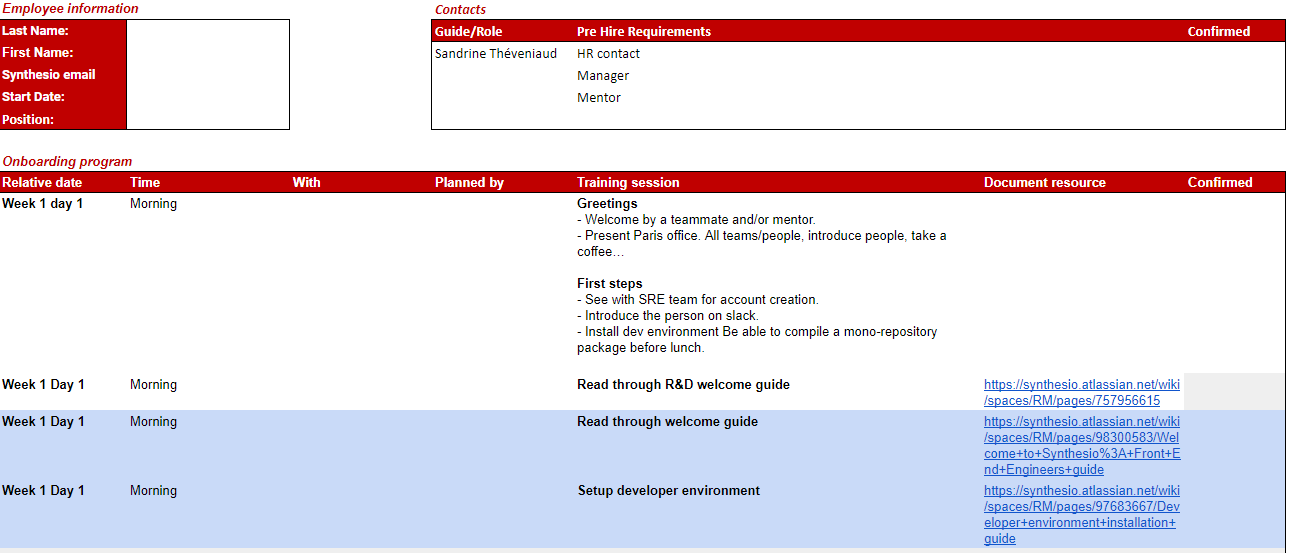 Employee information
Contacts
Last Name:
Guide/Role Pre Hire Requirements Confirmed
First Name:
Sandrine Théveniaud HR contact
Synthesio email
Manager
Start Date:
Mentor
Position:
Onboarding program
Relative date Time With Planned by Training session Document resource Confirmed
Week 1 day 1 Morning Greetings
- Welcome by a teammate and/or mentor.
- Present Paris office. All teams/people, introduce people, take a
coffee…
First steps
- See with SRE team for account creation.
- Introduce the person on slack.
- Install dev environment Be able to compile a mono-repository
package before lunch.
Week 1 Day 1 Morning Read through R&D welcome guide https://synthesio.atlassian.net/wiki
/spaces/RM/pages/757956615
Week 1 Day 1 Morning Read through welcome guide https://synthesio.atlassian.net/wiki
/spaces/RM/pages/98300583/Wel
come+to+Synthesio%3A+Front+E
nd+Engineers+guide
Week 1 Day 1 Morning Setup developer environment https://synthesio.atlassian.net/wiki
/spaces/RM/pages/97683667/Dev
eloper+environment+installation+
guide